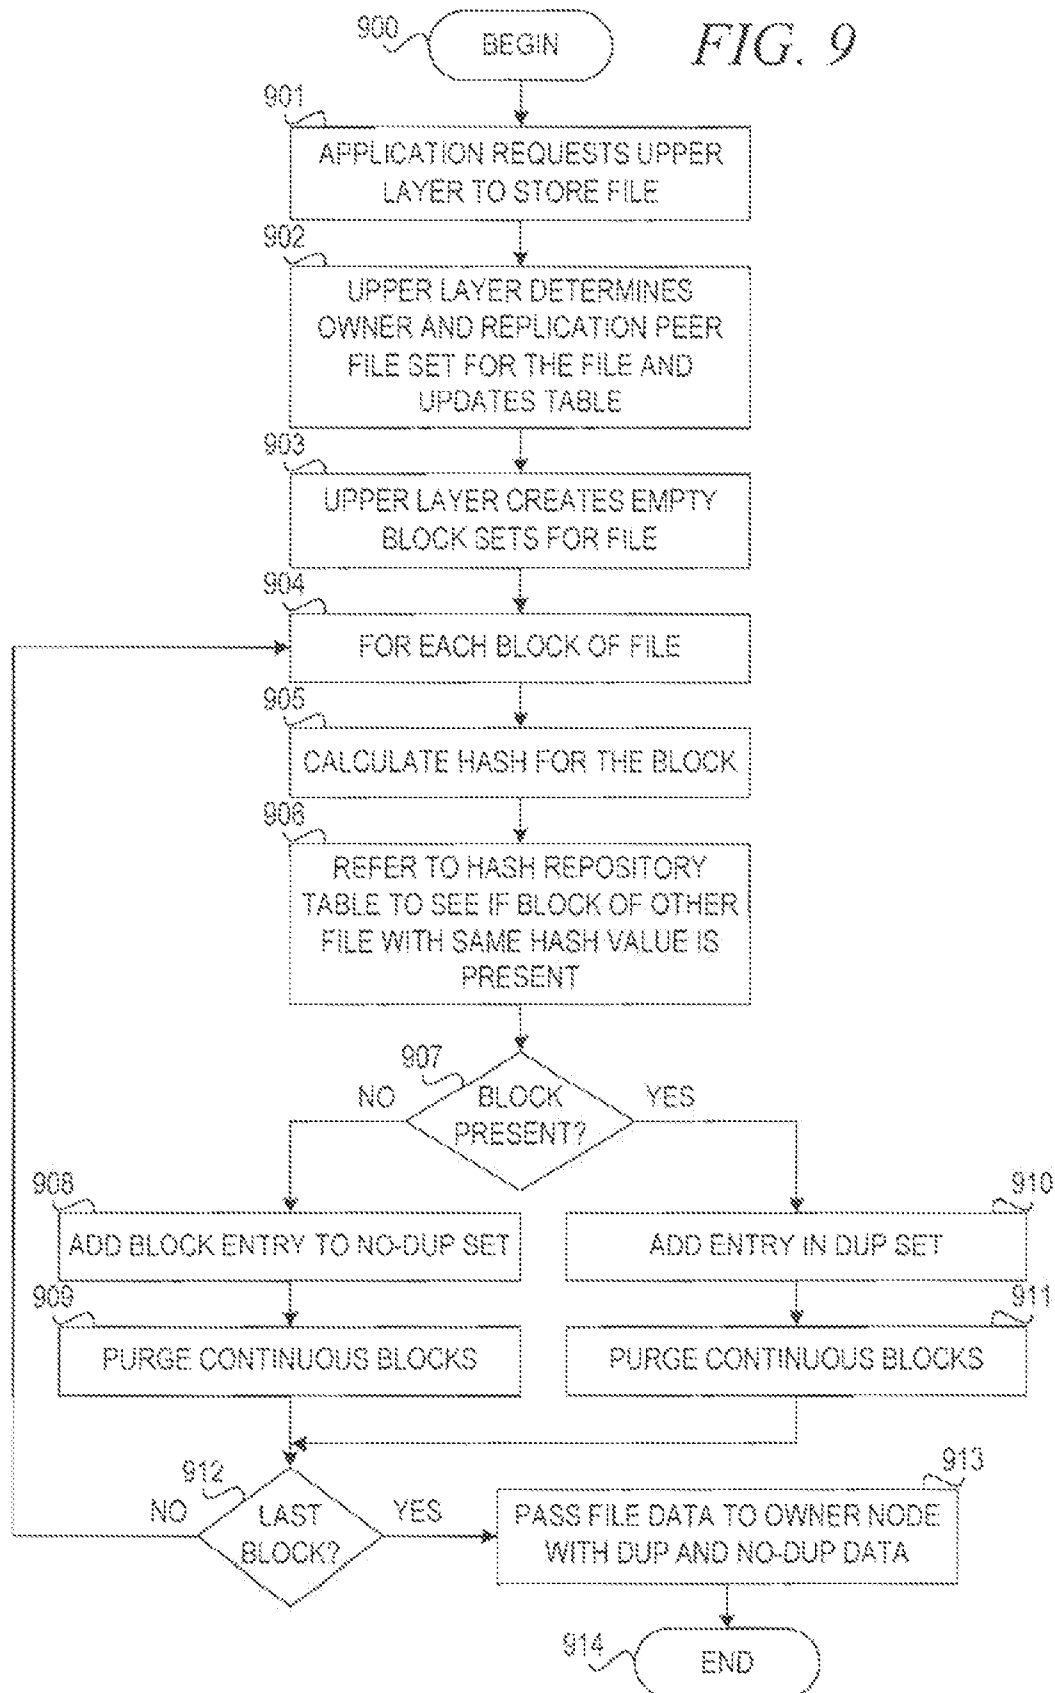 FIG. 9
900
BEGIN
901
APPLICATION REQUESTS UPPER
LAYER TO STORE FILE
902
UPPER LAYER DETERMINES
OWNER AND REPLICATION PEER
FILE SET FOR THE FILE AND
UPDATES TABLE
903
UPPER LAYER CREATES EMPTY
BLOCK SETS FOR FILE
904
FOR EACH BLOCK OF FILE
905
CALCULATE HASH FOR THE BLOCK
906
REFER TO HASH REPOSITORY
TABLE TO SEE IF BLOCK OF OTHER
FILE WITH SAME HASH VALUE IS
PRESENT
907
NO
BLOCK
PRESENT?
YES
908
ADD BLOCK ENTRY TO NO-DUP SET
910
ADD ENTRY IN DUP SET
909
PURGE CONTINUOUS BLOCKS
911
PURGE CONTINUOUS BLOCKS
912
NO
LAST
BLOCK?
YES
913
PASS FILE DATA TO OWNER NODE
WITH DUP AND NO-DUP DATA
914
END